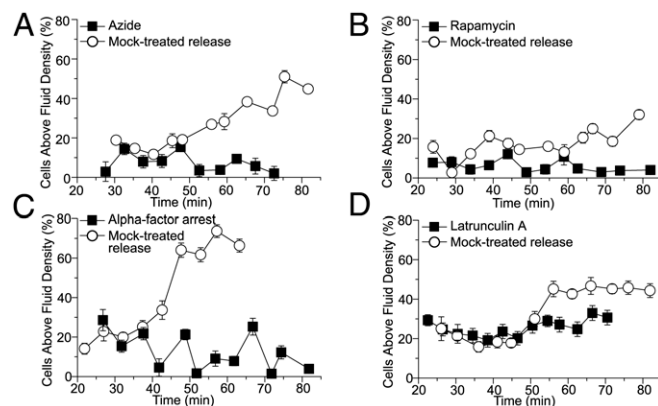 A
Azide
Mock-treated release
Cells Above Fluid Density (%)
80
60
40
20
0
20 30 40 50 60 70 80
Time (min)
B
Rapamycin
Mock-treated release
Cells Above Fluid Density (%)
80
60
40
20
0
20 30 40 50 60 70 80
Time (min)
C
Alpha-factor arrest
Mock-treated
release
Cells Above Fluid Density (%)
80
60
40
20
0
20 30 40 50 60 70 80
Time (min)
D
Latrunculin A
Mock-treated release
Cells Above Fluid Density (%)
80
60
40
20
0
20 30 40 50 60 70 80
Time (min)